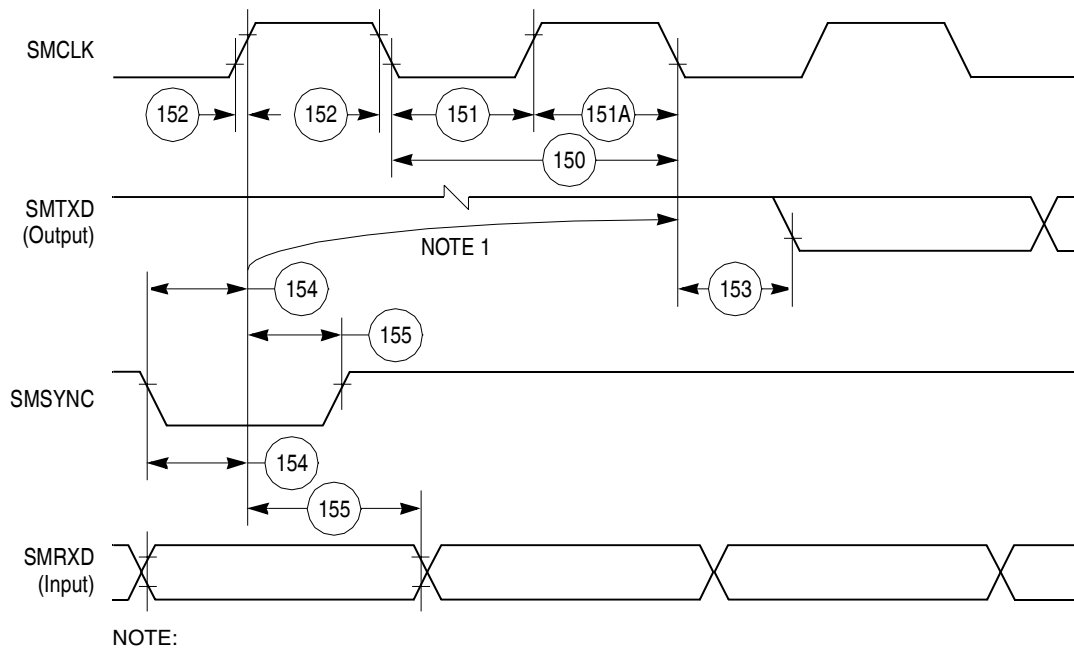 SMCLK
152
152
151
151A
150
SMTXD
(Output)
NOTE 1
154
153
155
SMSYNC
154
155
SMRXD
(Input)
NOTE: